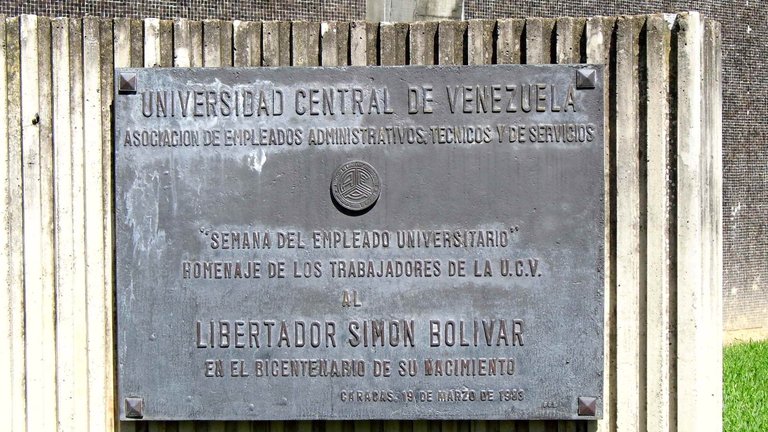 UNIVERSIDAD CENTRAL DE VENEZUELA
ASOCIACION DE EMPLEADOS ADMINISTRATIVOS, TECNICOS Y DE SERVICIOS
"SEMANA DEL EMPLEADO UNIVERSITARIO"
HOMENAJE DE LOS TRABAJADORES DE LA U.C.V.
AL
LIBERTADOR SIMON BOLIVAR
EN EL BICENTENARIO DE SU NACIMIENTO
CARACAS, 19 DE MARZO DE 1983